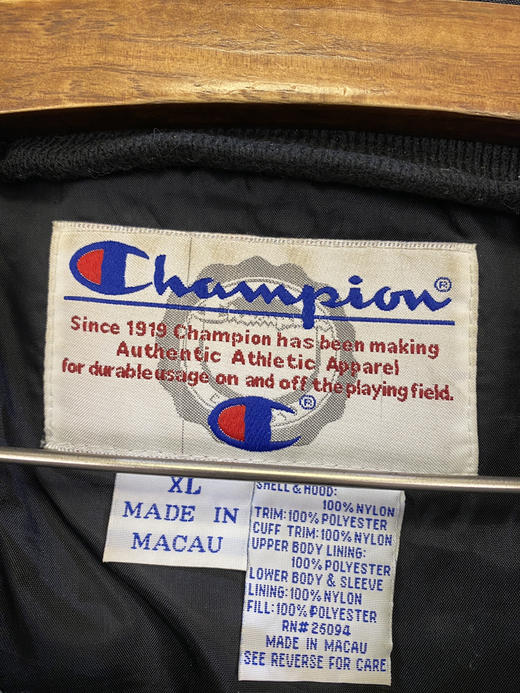 Champion®
Since 1919 Champion has been making
Authentic Athletic Apparel
for durable usage on and off the playing field.
®
XL
MADE IN
MACAU
SHELL & HOOD:
100% NYLON
TRIM: 100% POLYESTER
CUFF TRIM: 100% NYLON
UPPER BODY LINING:
100% POLYESTER
LOWER BODY & SLEEVE
LINING: 100% NYLON
FILL: 100% POLYESTER
RN# 26094
MADE IN MACAU
SEE REVERSE FOR CARE